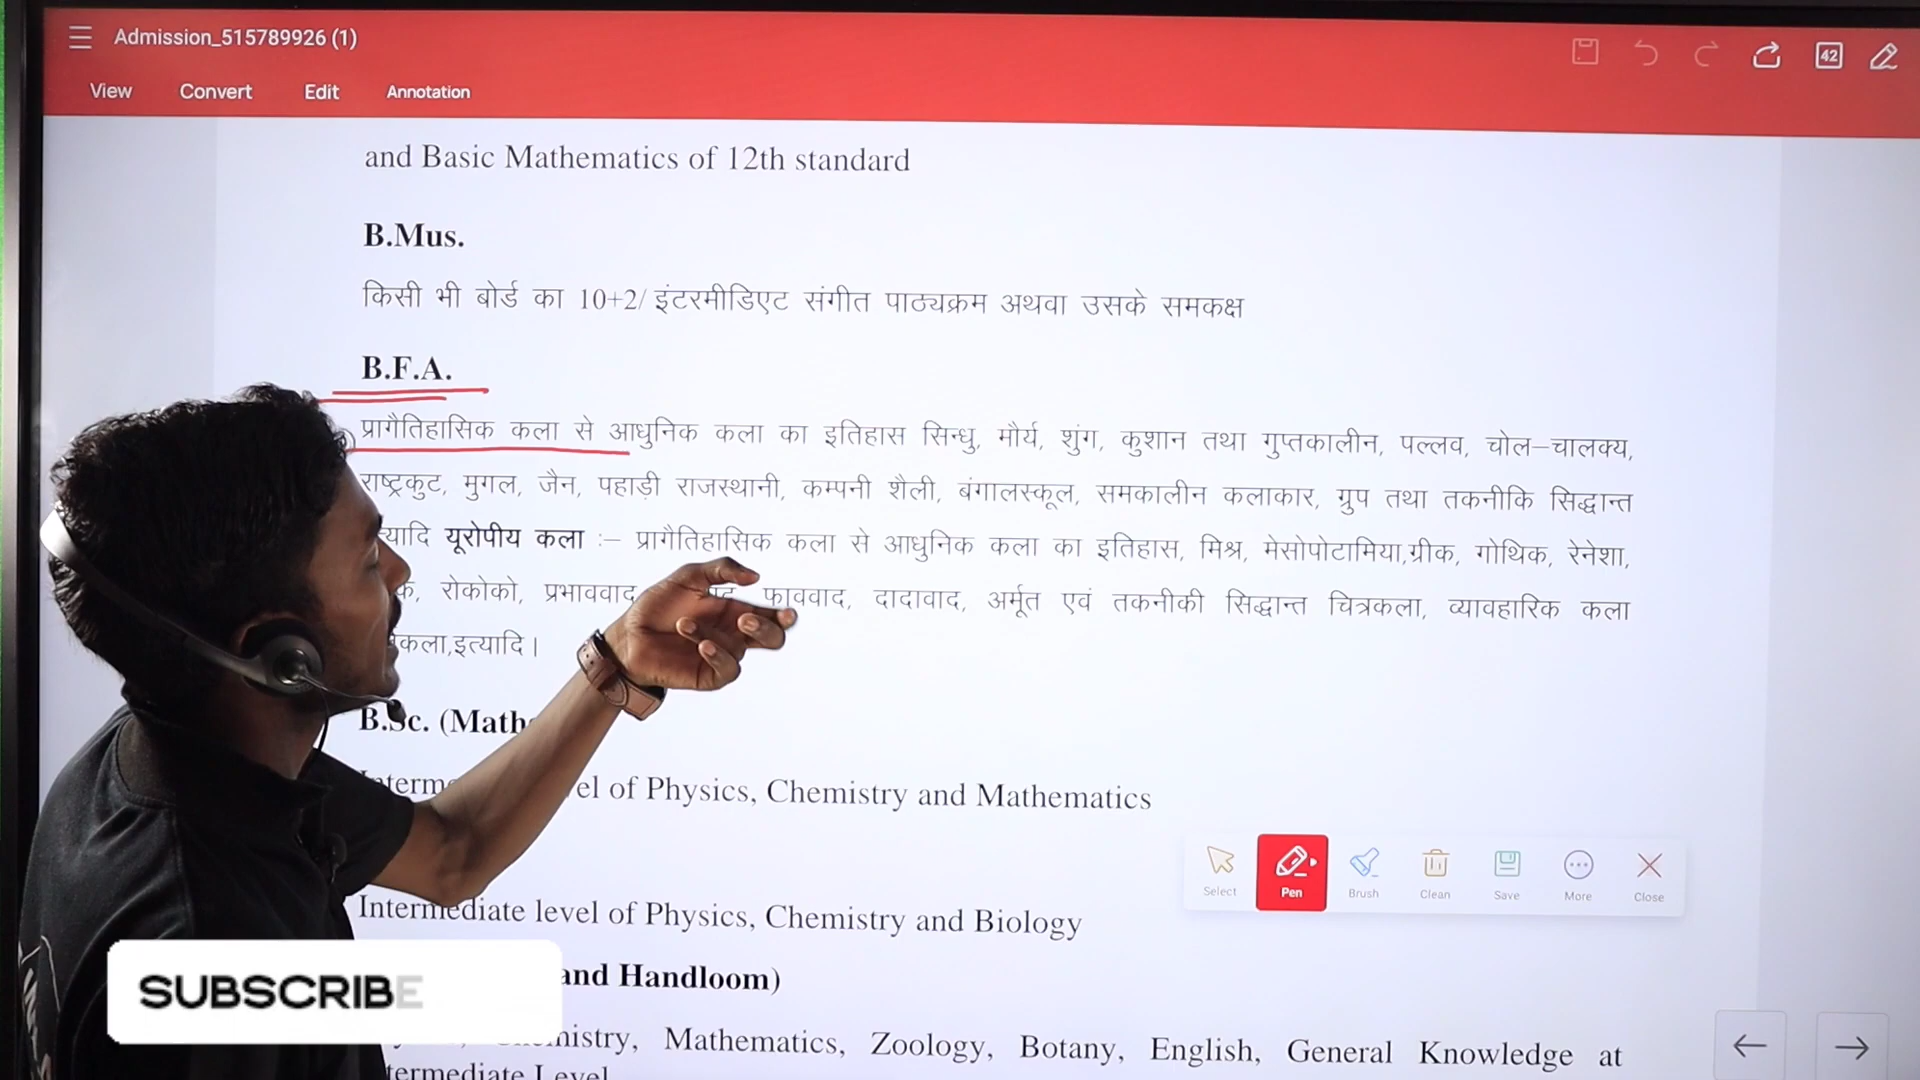 Admission_515789926 (1)
42
View Convert Edit Annotation
and Basic Mathematics of 12th standard
B.Mus.
किसी भी बोर्ड का 10+2/ इंटरमीडिएट संगीत पाठ्यक्रम अथवा उसके समकक्ष
B.F.A.
प्रागैतिहासिक कला से आधुनिक कला का इतिहास सिन्धु, मौर्य, शुंग, कुशान तथा गुप्तकालीन, पल्लव, चोल–चालक्य,
राष्ट्रकुट, मुगल, जैन, पहाड़ी राजस्थानी, कम्पनी शैली, बंगालस्कूल, समकालीन कलाकार, ग्रुप तथा तकनीकि सिद्धान्त
यूरोपीय कला :– प्रागैतिहासिक कला से आधुनिक कला का इतिहास, मिश्र, मेसोपोटामिया,ग्रीक, गोथिक, रेनेशा,
रोकोको, प्रभाववाद फाववाद, दादावाद, अर्मूत एवं तकनीकी सिद्धान्त चित्रकला, व्यावहारिक कला
कला,इत्यादि।
B.Sc. (Math
el of Physics, Chemistry and Mathematics
Select Pen Brush Clean Save More Close
Intermediate level of Physics, Chemistry and Biology
and Handloom)
SUBSCRIBE
histry, Mathematics, Zoology, Botany, English, General Knowledge at
termediate Level